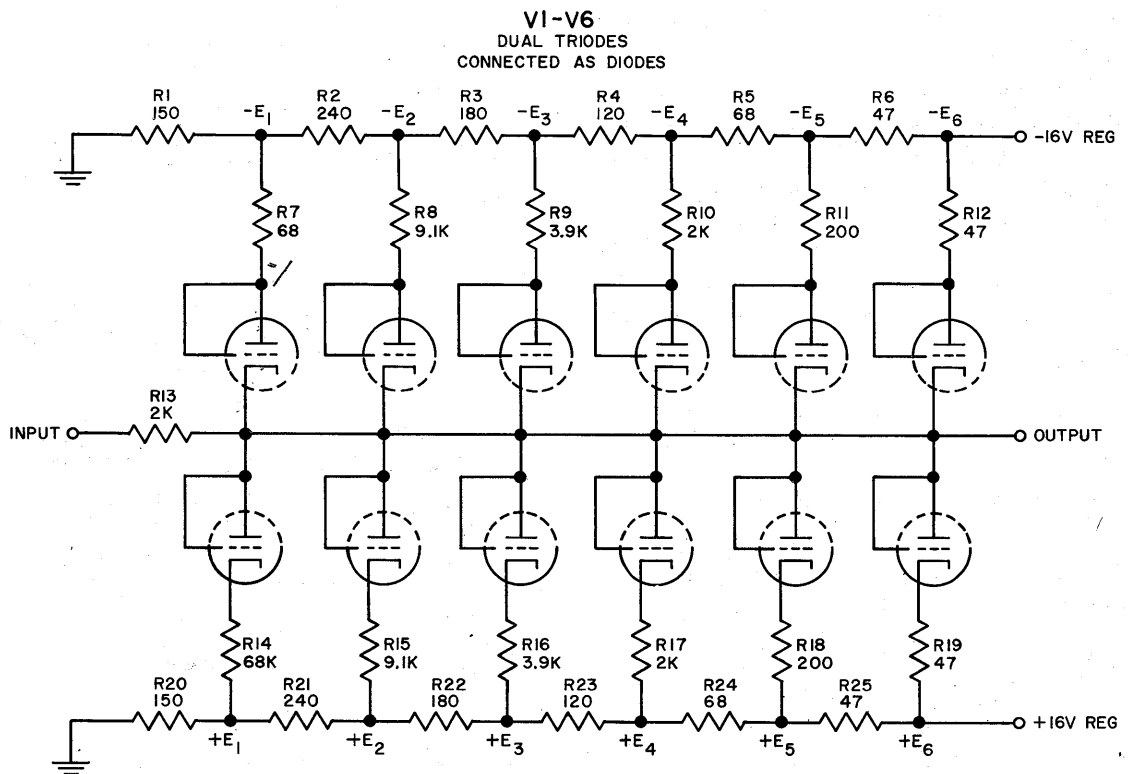 V1-V6
DUAL TRIODES
CONNECTED AS DIODES
R1
150
-E1
R2
240
-E2
R3
180
-E3
R4
120
-E4
R5
68
-E5
R6
47
-E6
-16V REG
R7
68
R8
9.1K
R9
3.9K
R10
2K
R11
200
R12
47
R13
2K
INPUT
OUTPUT
R14
68K
R15
9.1K
R16
3.9K
R17
2K
R18
200
R19
47
R20
150
R21
240
R22
180
R23
120
R24
68
R25
47
+16V REG
+E1
+E2
+E3
+E4
+E5
+E6